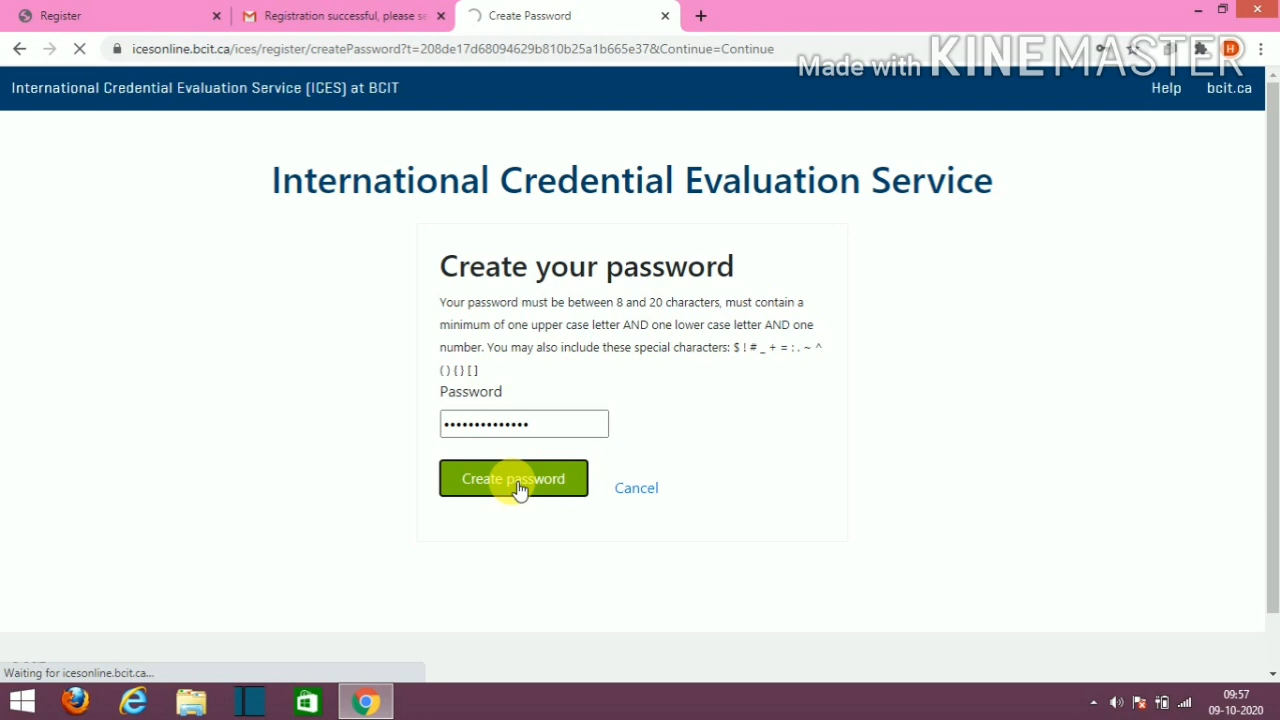 Register
Registration successful, please se
Create Password
icesonline.bcit.ca/ices/register/createPassword?t=208de17d68094629b810b25a1b665e37&Continue=Continue
Made with KINEMASTER
International Credential Evaluation Service [ICES] at BCIT
Help
bcit.ca
International Credential Evaluation Service
Create your password
Your password must be between 8 and 20 characters, must contain a
minimum of one upper case letter AND one lower case letter AND one
number. You may also include these special characters: $ ! # _ + = : . ~ ^
( ) { } [ ]
Password
Create password
Cancel
Waiting for icesonline.bcit.ca...
09:57
09-10-2020